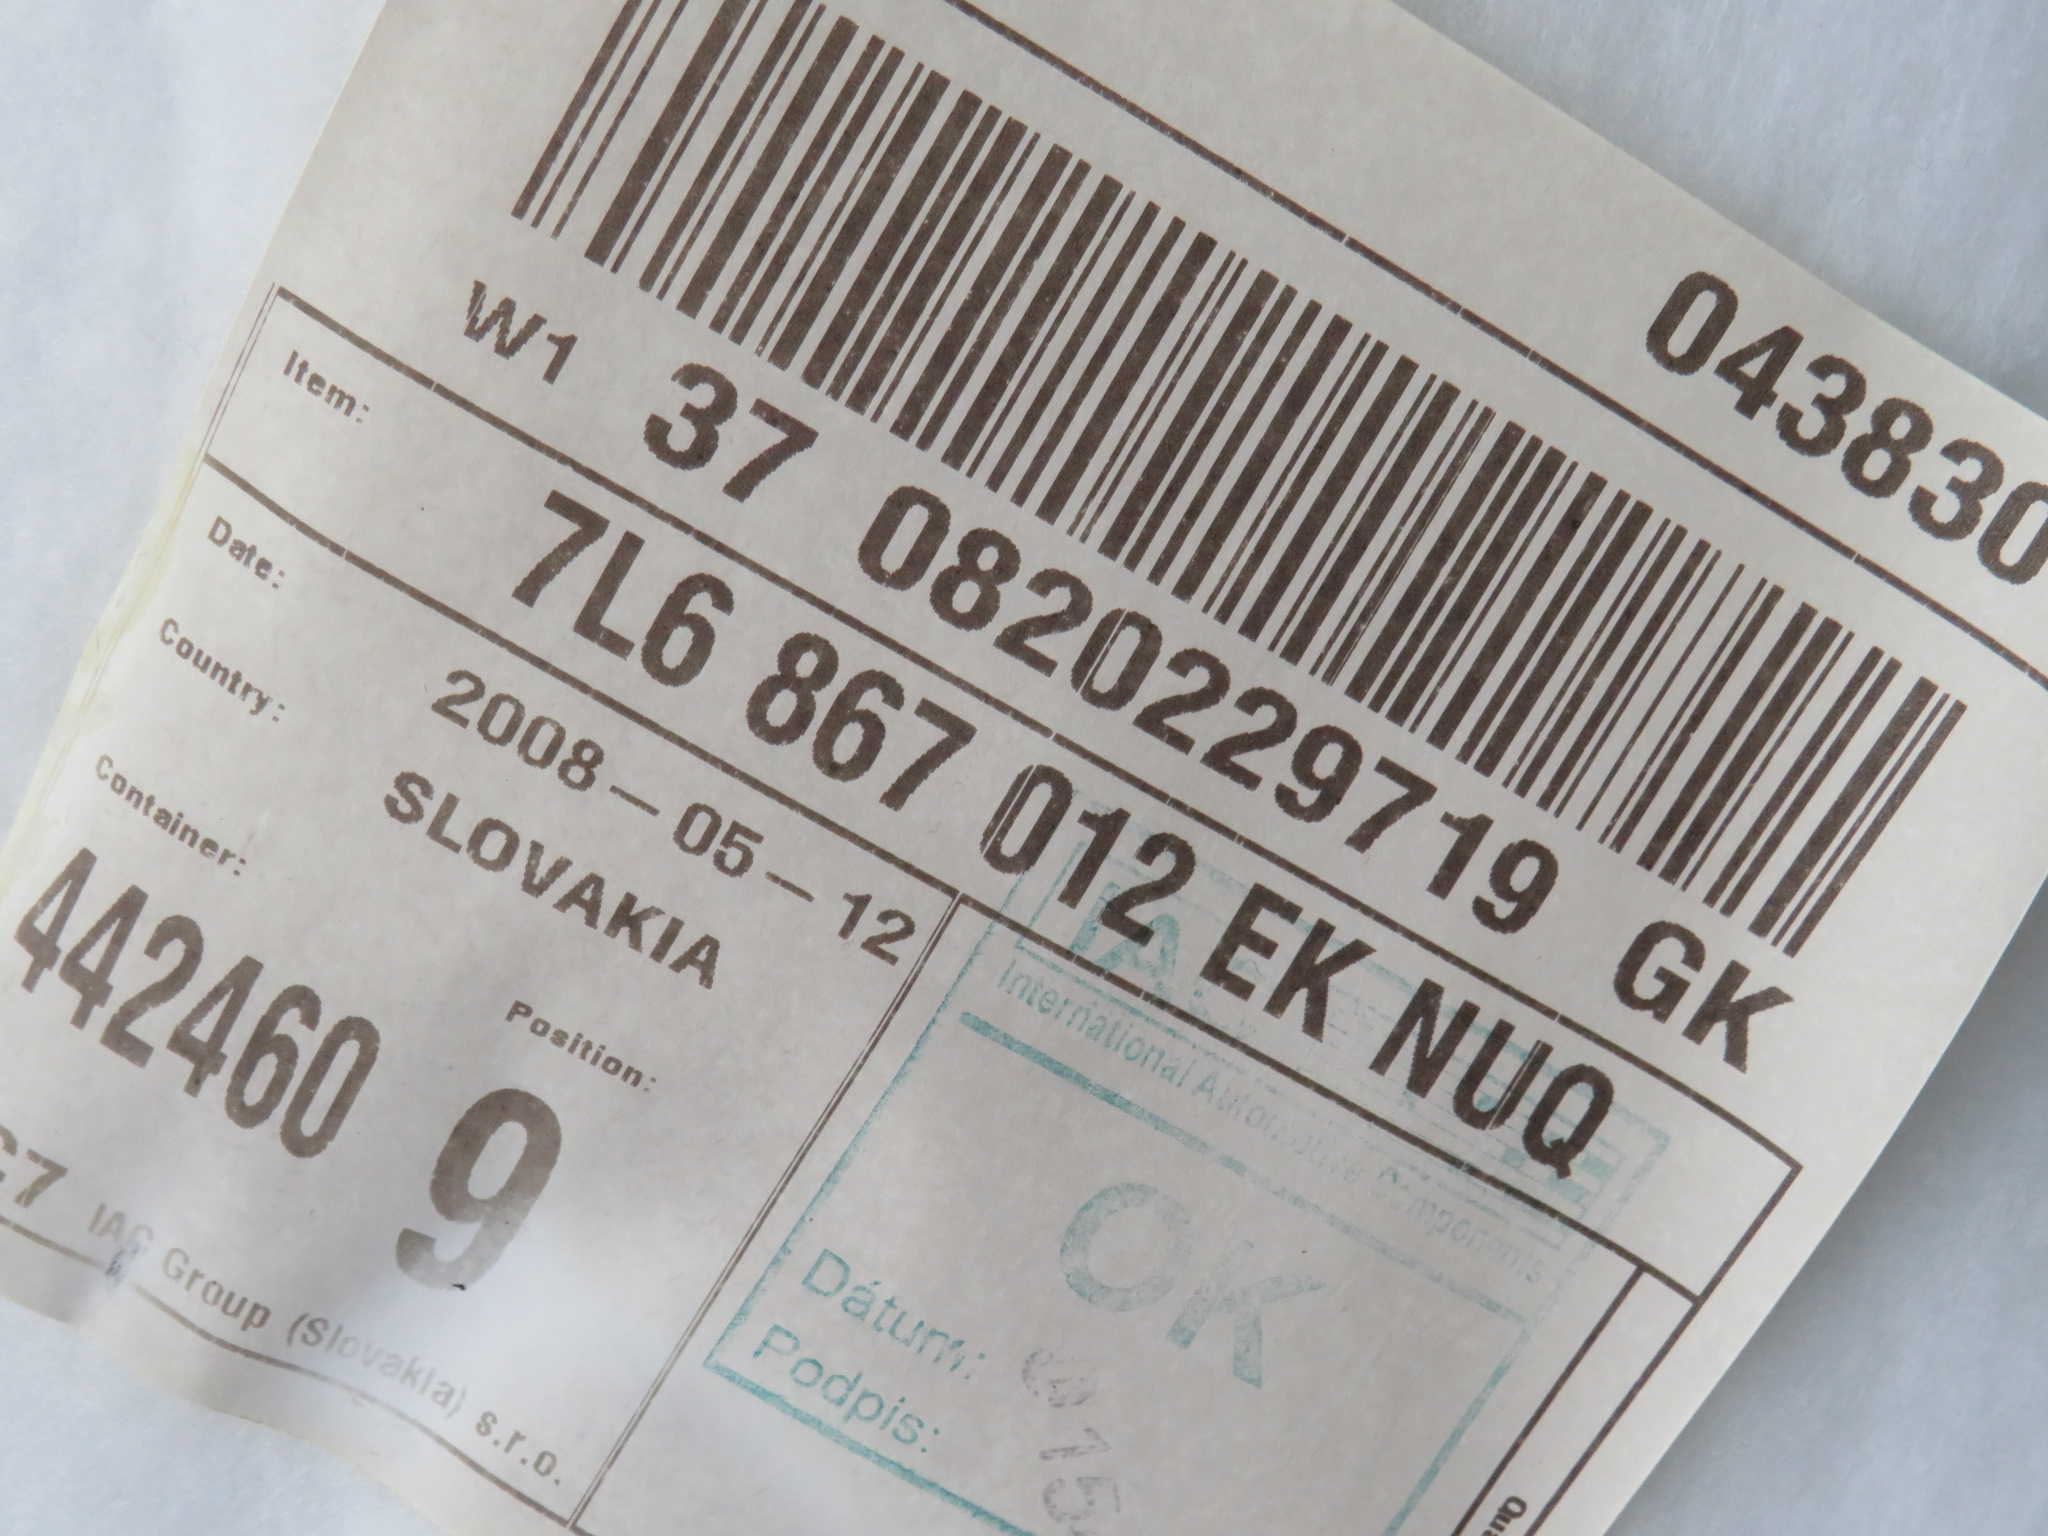 043830
W1 37 0820229719 GK
Item: 7L6 867 012 EK NUQ
Date: 2008-05-12
Country: SLOVAKIA
Container: Position:
442460 9
IAC Group (Slovakia) s.r.o.
International Automotive Components
OK
Dátum:
Podpis: